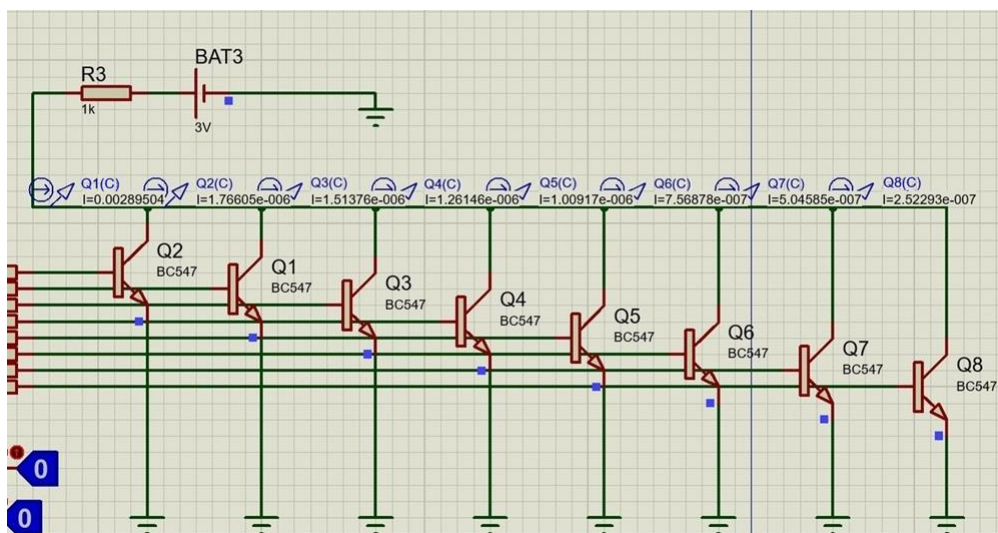 BAT3
R3
1k
3V
Q1(C) Q2(C) Q3(C) Q4(C) Q5(C) Q6(C) Q7(C) Q8(C)
I=0.00289504 I=1.76605e-006 I=1.51376e-006 I=1.26146e-006 I=1.00917e-006 I=7.56878e-007 I=5.04585e-007 I=2.52293e-007
Q2
BC547
Q1
BC547
Q3
BC547
Q4
BC547
Q5
BC547
Q6
BC547
Q7
BC547
Q8
BC547
0
0